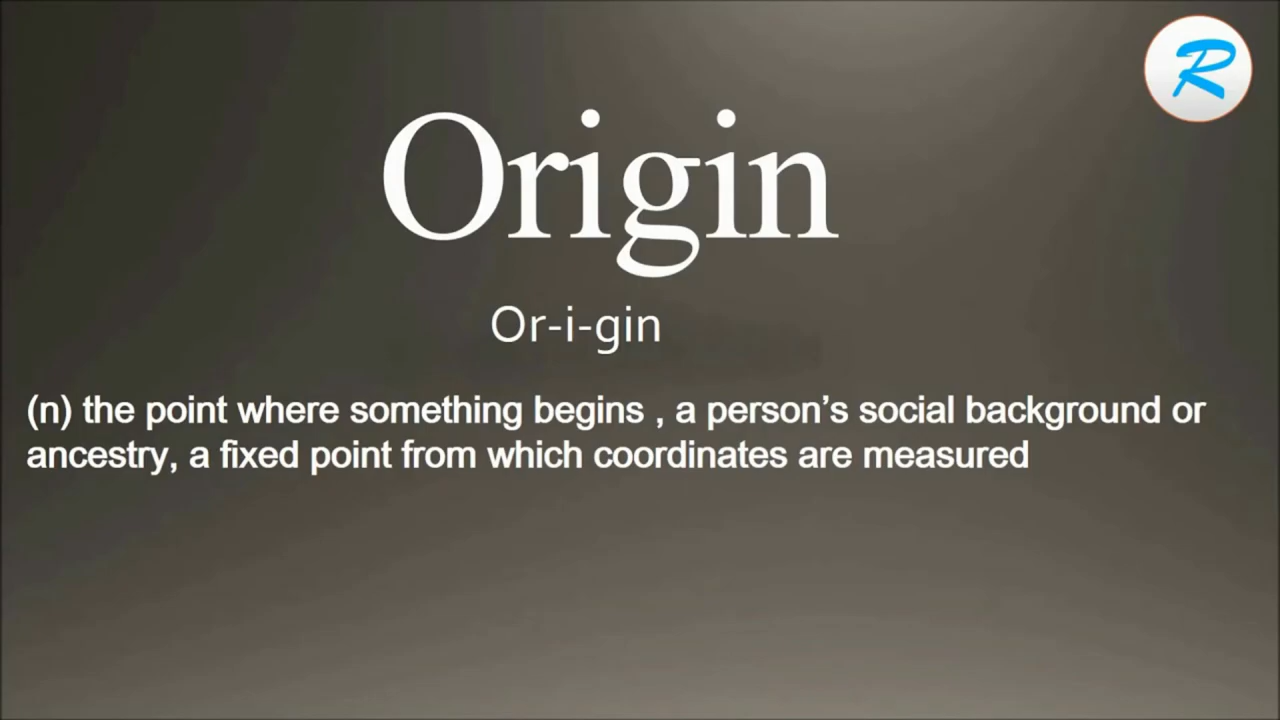 R
Origin
Or-i-gin
(n) the point where something begins , a person’s social background or
ancestry, a fixed point from which coordinates are measured